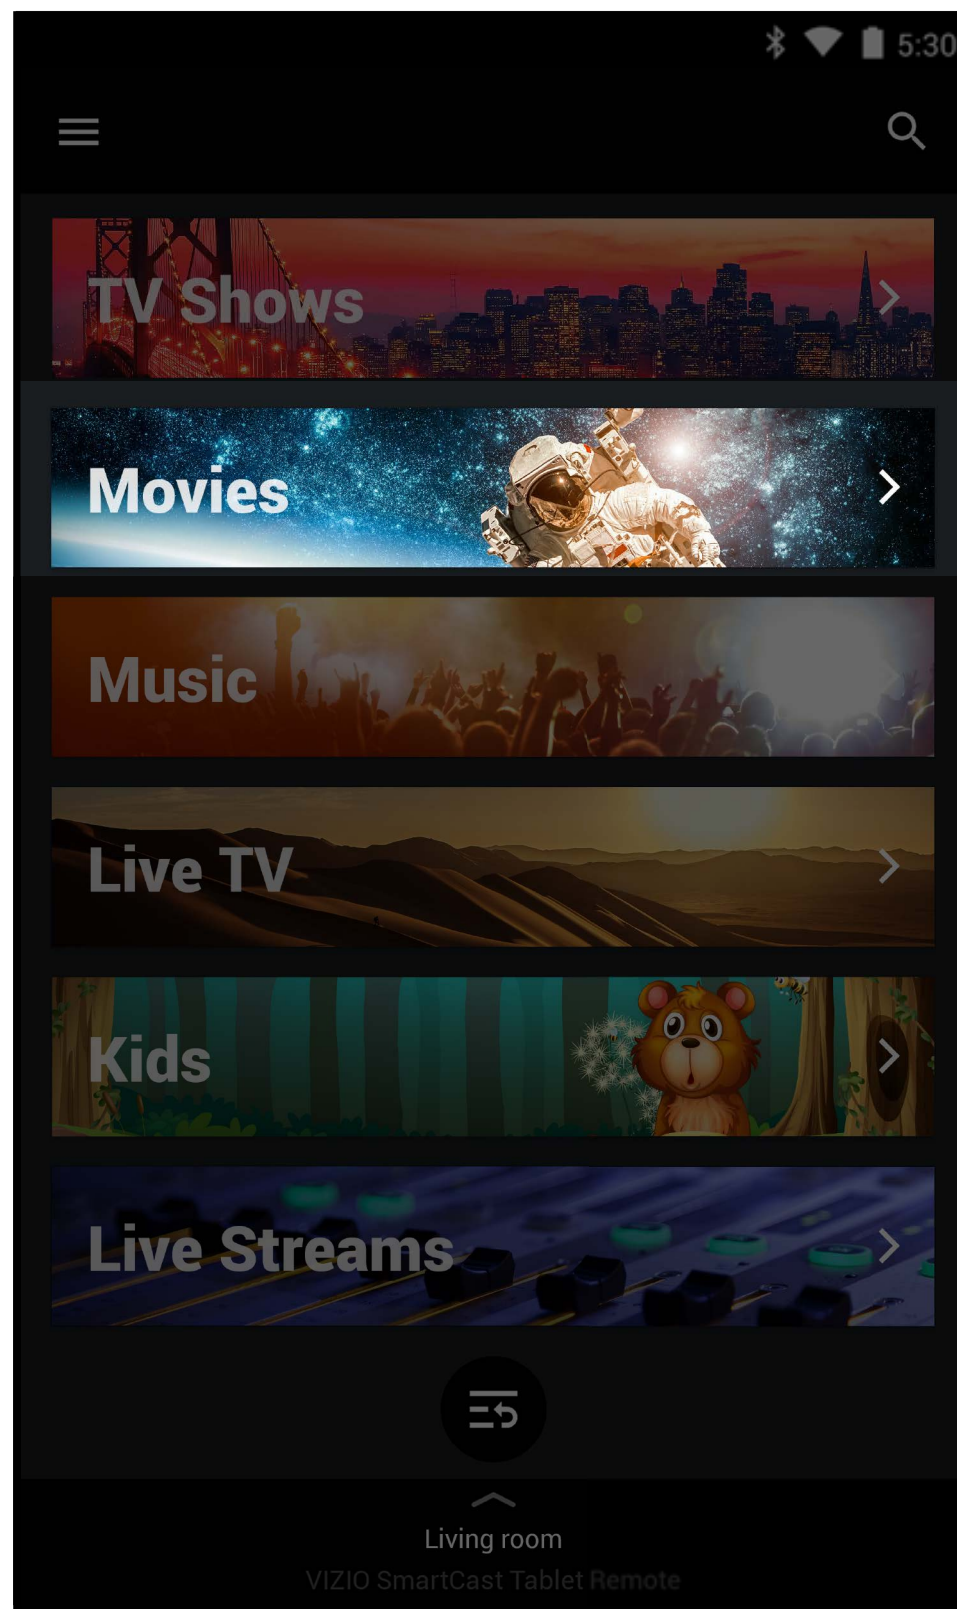 5:30
TV Shows
Movies
Music
Live TV
Kids
Live Streams
Living room
VIZIO SmartCast Tablet Remote